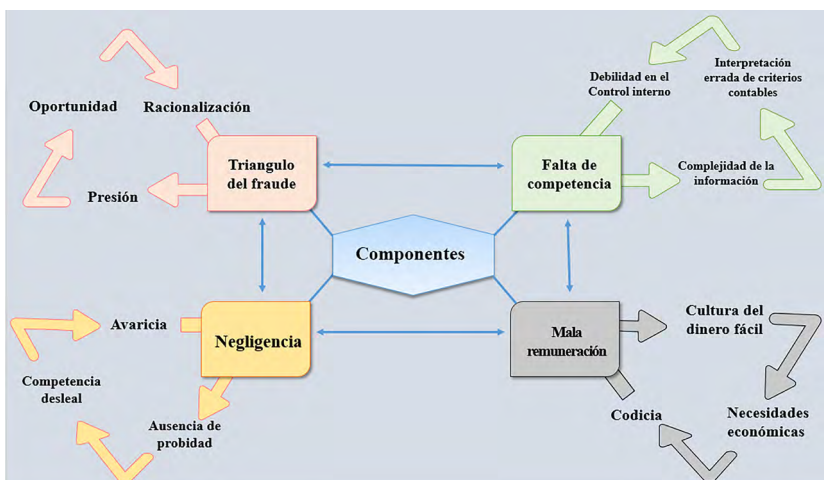 Oportunidad
Racionalización
Presión
Triangulo
del fraude
Debilidad en el
Control interno
Interpretación
errada de criterios
contables
Falta de
competencia
Complejidad de la
información
Componentes
Avaricia
Negligencia
Competencia
desleal
Ausencia de
probidad
Mala
remuneración
Cultura del
dinero fácil
Codicia
Necesidades
económicas